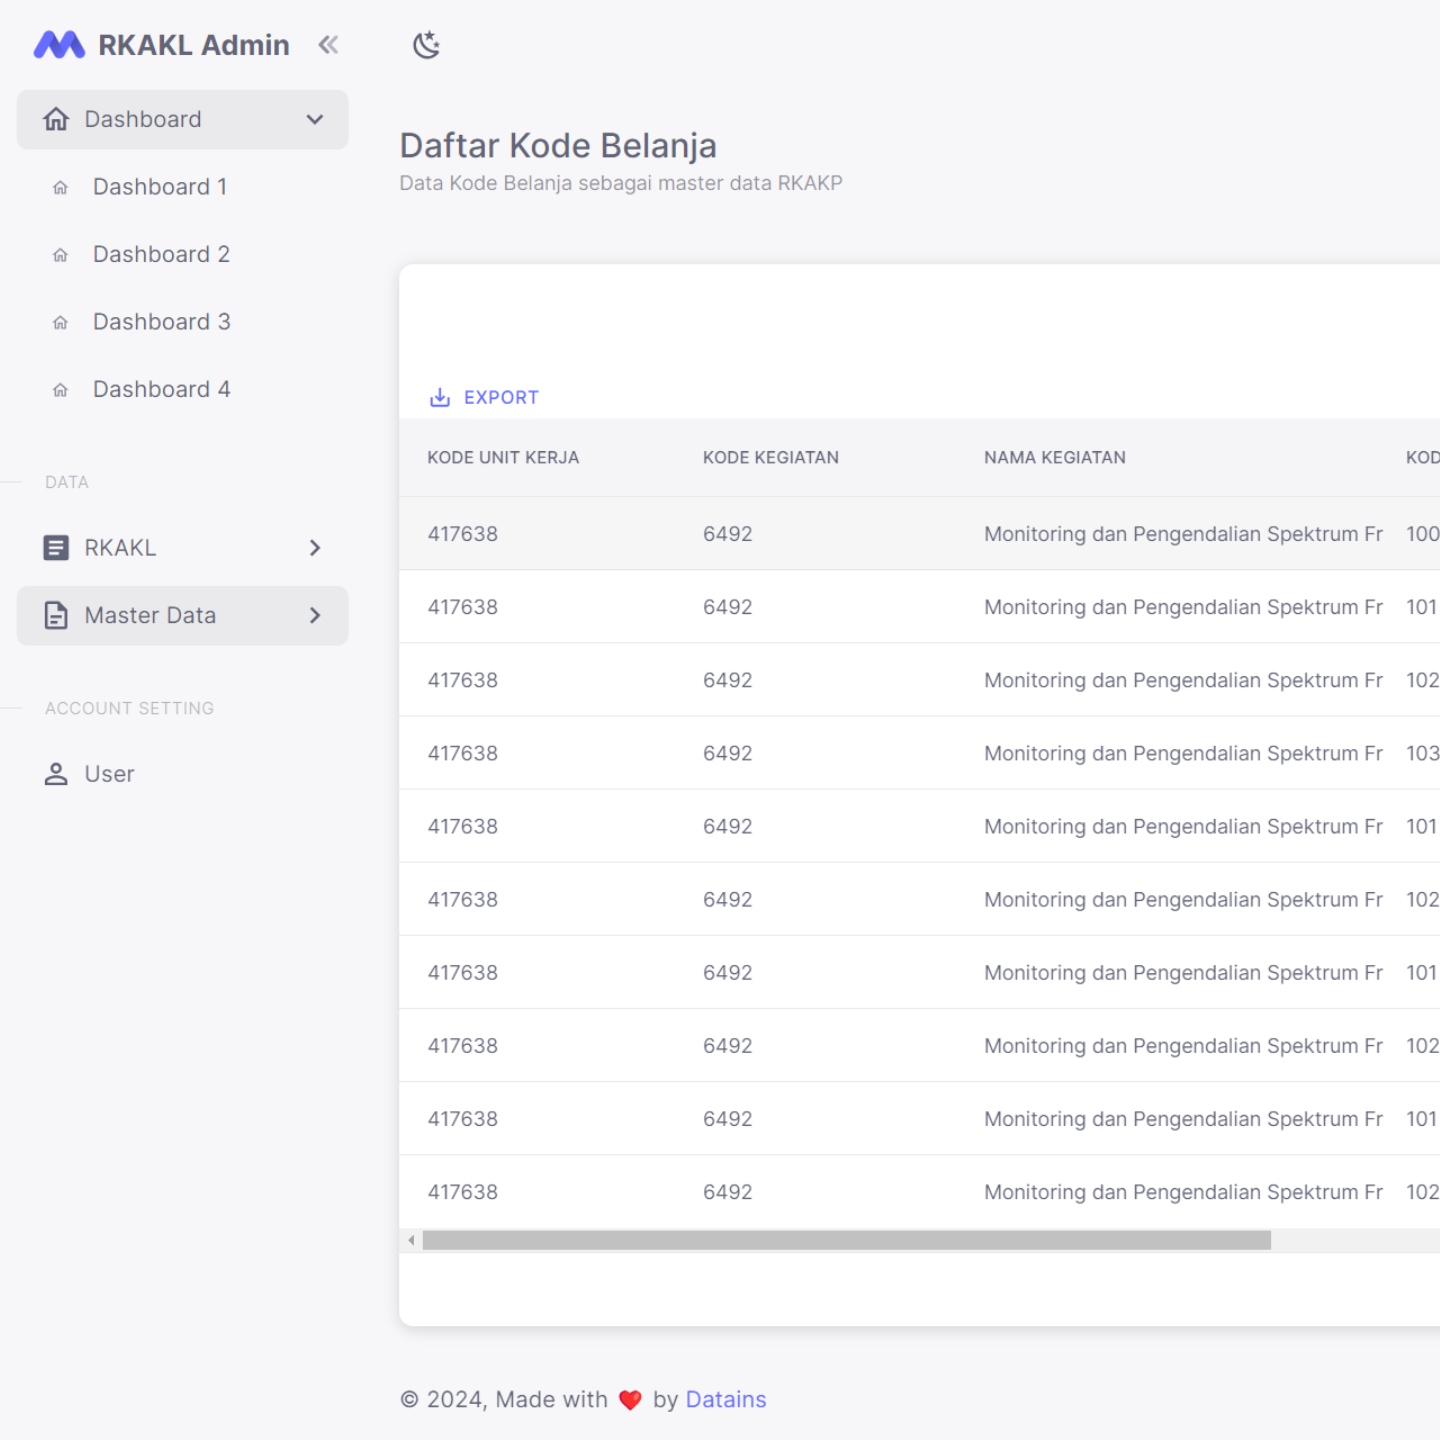 RKAKL Admin
Dashboard
Dashboard 1
Dashboard 2
Dashboard 3
Dashboard 4
DATA
RKAKL
Master Data
ACCOUNT SETTING
User
Daftar Kode Belanja
Data Kode Belanja sebagai master data RKAKP
EXPORT
KODE UNIT KERJA KODE KEGIATAN NAMA KEGIATAN KOD
417638 6492 Monitoring dan Pengendalian Spektrum Fr 100
417638 6492 Monitoring dan Pengendalian Spektrum Fr 101
417638 6492 Monitoring dan Pengendalian Spektrum Fr 102
417638 6492 Monitoring dan Pengendalian Spektrum Fr 103
417638 6492 Monitoring dan Pengendalian Spektrum Fr 101
417638 6492 Monitoring dan Pengendalian Spektrum Fr 102
417638 6492 Monitoring dan Pengendalian Spektrum Fr 101
417638 6492 Monitoring dan Pengendalian Spektrum Fr 102
417638 6492 Monitoring dan Pengendalian Spektrum Fr 101
417638 6492 Monitoring dan Pengendalian Spektrum Fr 102
© 2024, Made with ❤️ by Datains